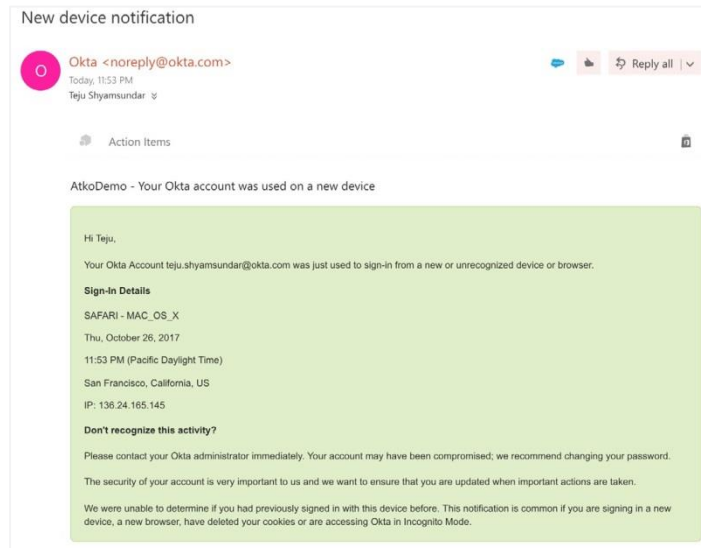 New device notification
O
Okta <noreply@okta.com>
Reply all
Today, 11:53 PM
Teju Shyamsundar
Action Items
AtkoDemo - Your Okta account was used on a new device
Hi Teju,
Your Okta Account teju.shyamsundar@okta.com was just used to sign-in from a new or unrecognized device or browser.
Sign-In Details
SAFARI - MAC_OS_X
Thu, October 26, 2017
11:53 PM (Pacific Daylight Time)
San Francisco, California, US
IP: 136.24.165.145
Don't recognize this activity?
Please contact your Okta administrator immediately. Your account may have been compromised; we recommend changing your password.
The security of your account is very important to us and we want to ensure that you are updated when important actions are taken.
We were unable to determine if you had previously signed in with this device before. This notification is common if you are signing in a new
device, a new browser, have deleted your cookies or are accessing Okta in Incognito Mode.